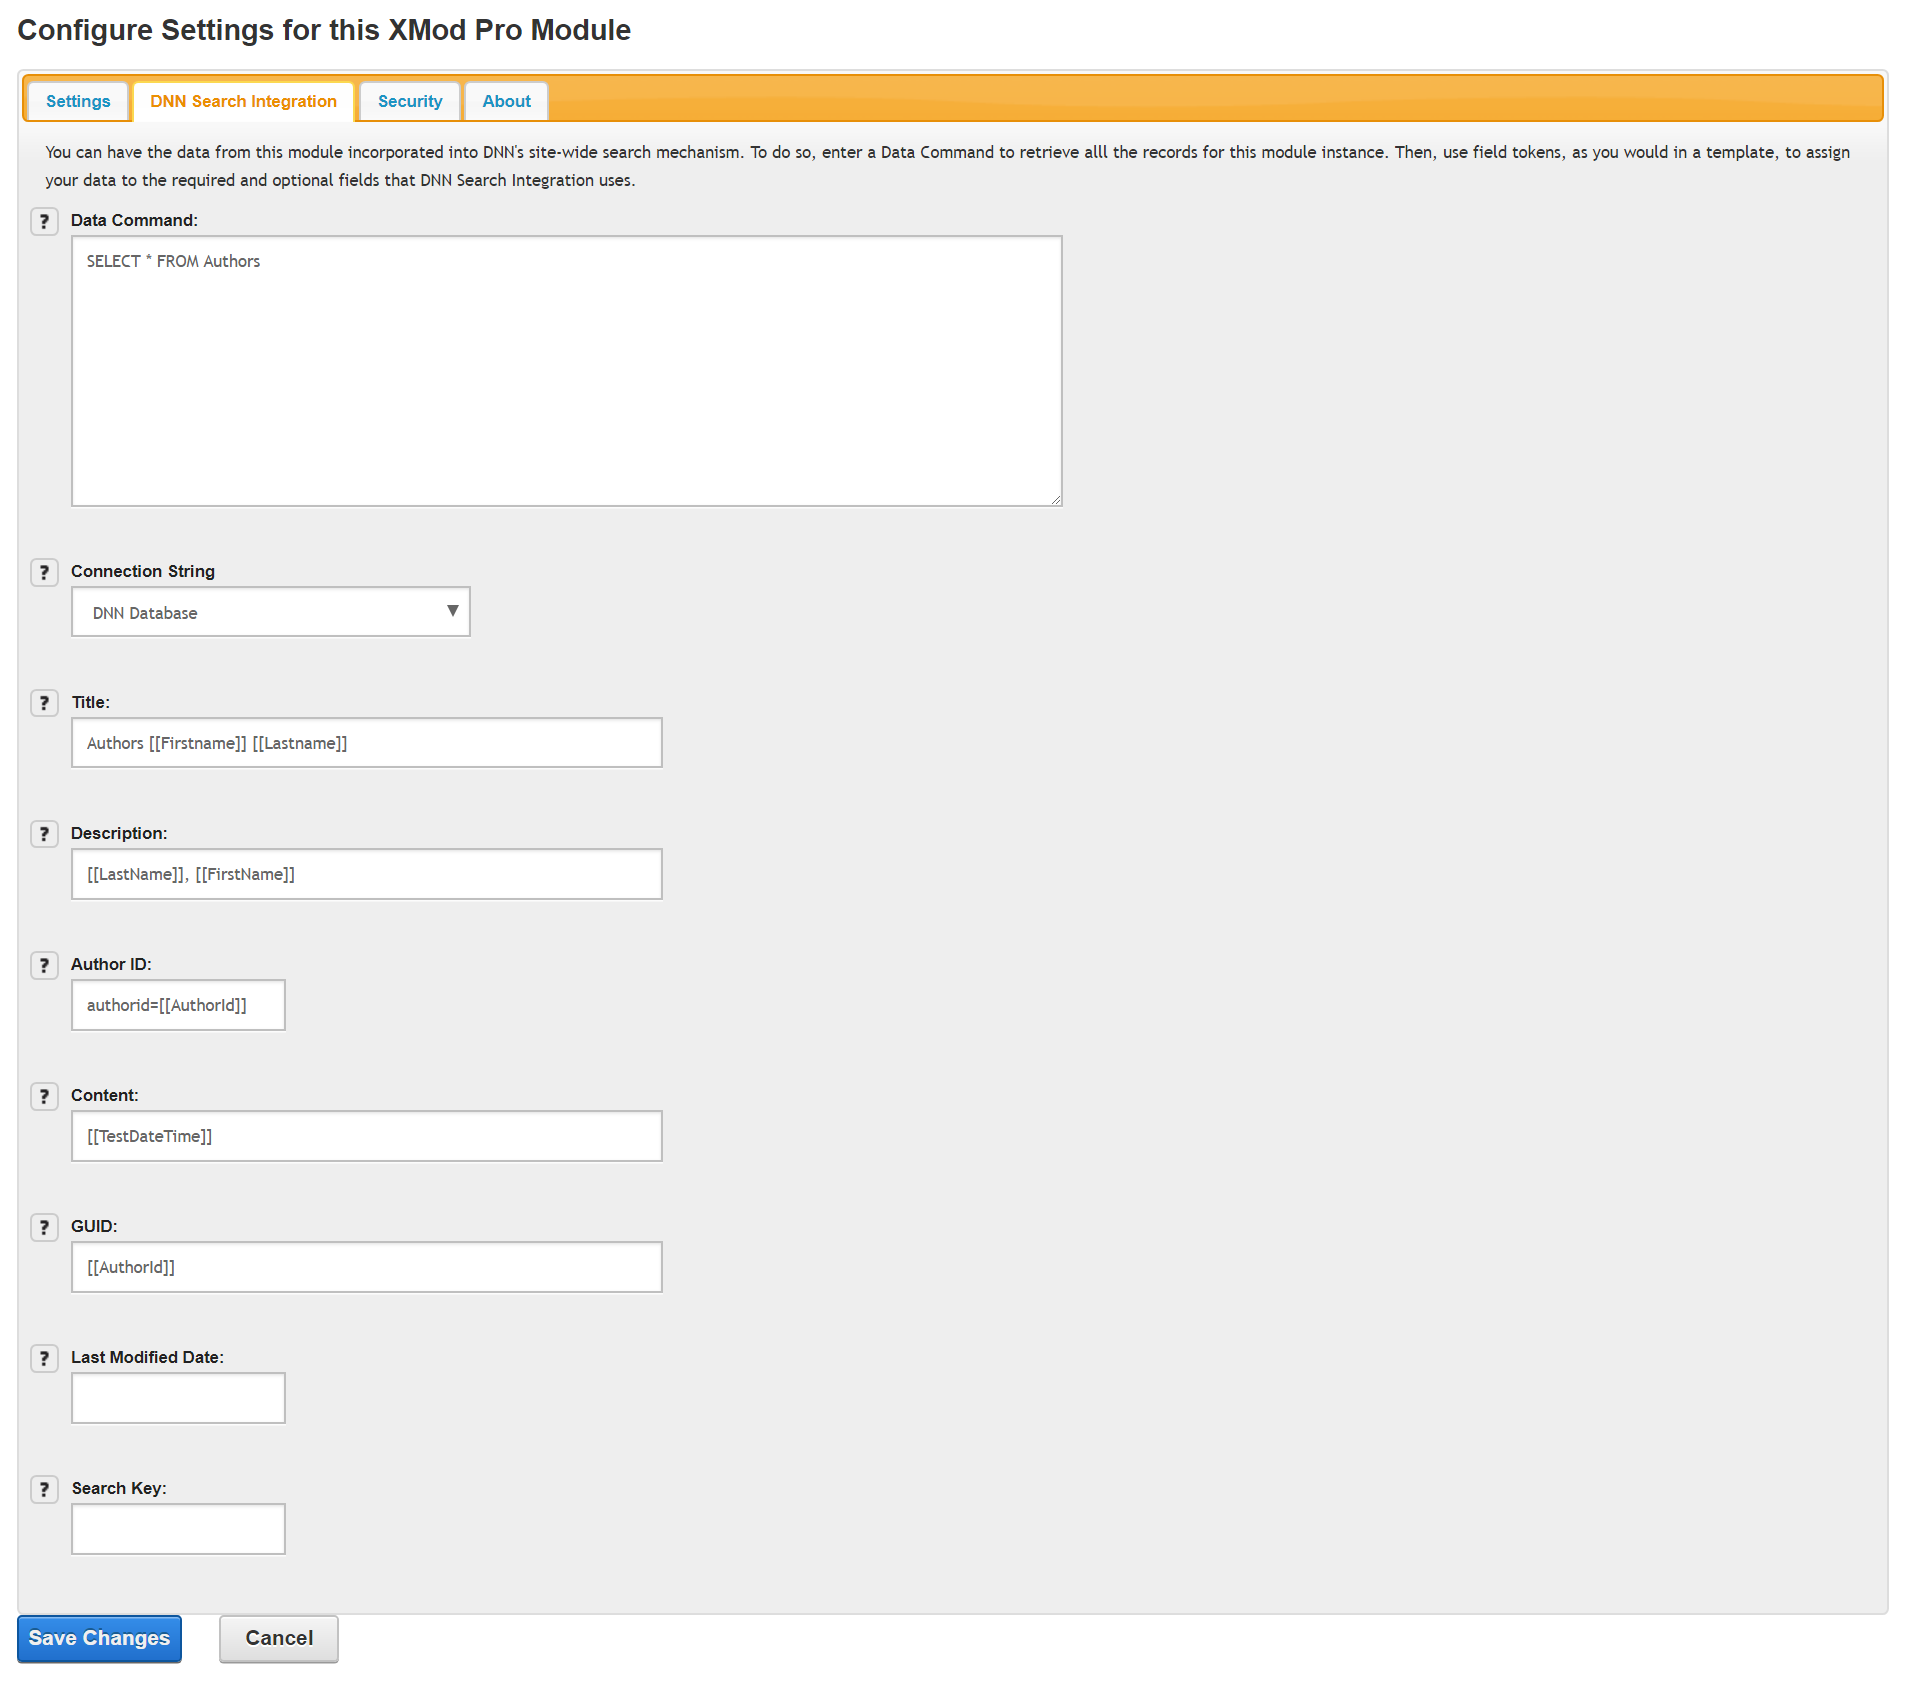 Configure Settings for this XMod Pro Module
Settings DNN Search Integration Security About
You can have the data from this module incorporated into DNN's site-wide search mechanism. To do so, enter a Data Command to retrieve alll the records for this module instance. Then, use field tokens, as you would in a template, to assign
your data to the required and optional fields that DNN Search Integration uses.
? Data Command:
SELECT * FROM Authors
? Connection String
DNN Database ▼
? Title:
Authors [[Firstname]] [[Lastname]]
? Description:
[[LastName]], [[FirstName]]
? Author ID:
authorid=[[AuthorId]]
? Content:
[[TestDateTime]]
? GUID:
[[AuthorId]]
? Last Modified Date:
? Search Key:
Save Changes Cancel